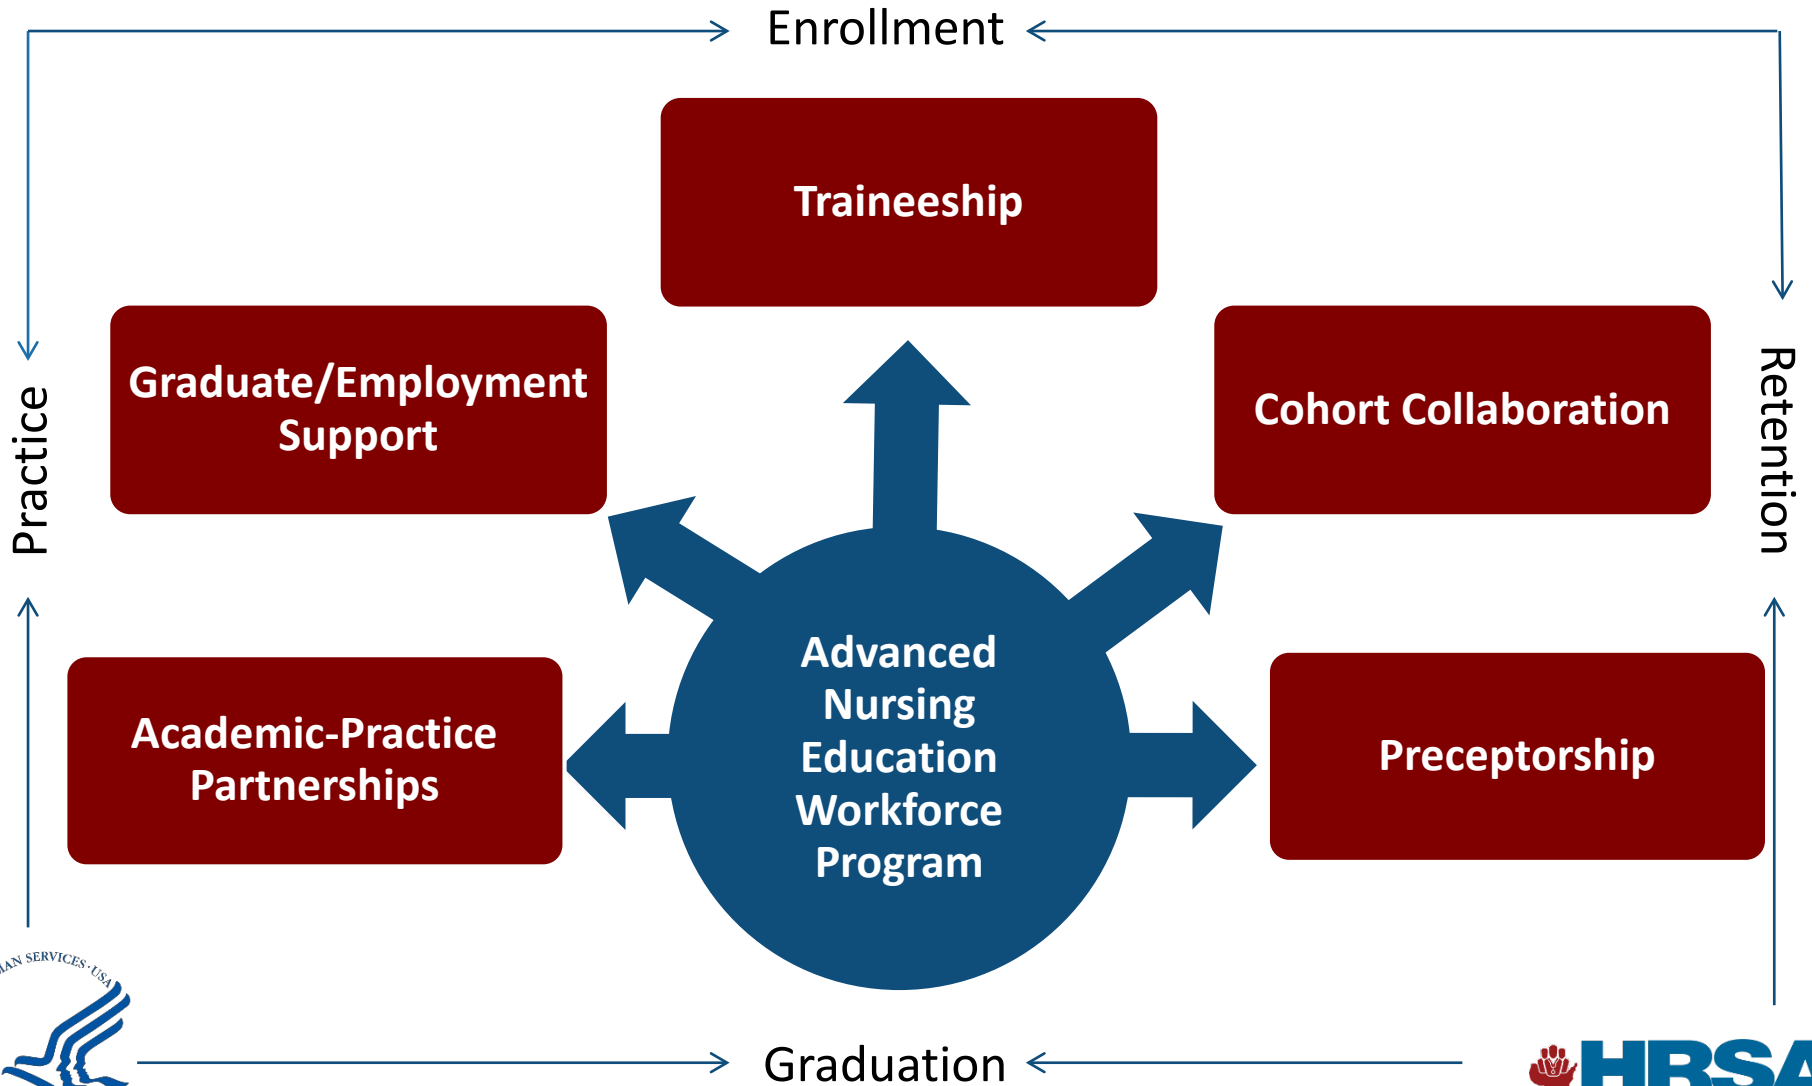 Enrollment
Traineeship
Graduate/Employment
Support
Cohort Collaboration
Practice
Retention
Advanced
Nursing
Education
Workforce
Program
Academic-Practice
Partnerships
Preceptorship
SERVICES · USA
Graduation
HRSA